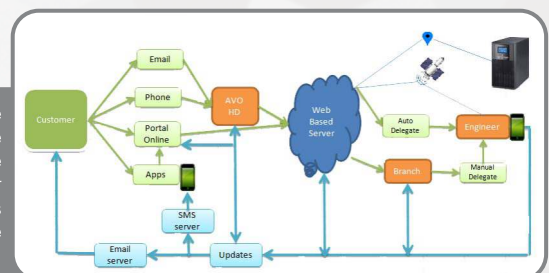 Email
Customer
Phone
AVO
HD
Portal
Online
Apps
Web
Based
Server
Auto
Delegate
Engineer
Branch
Manual
Delegate
SMS
server
Email
server
Updates